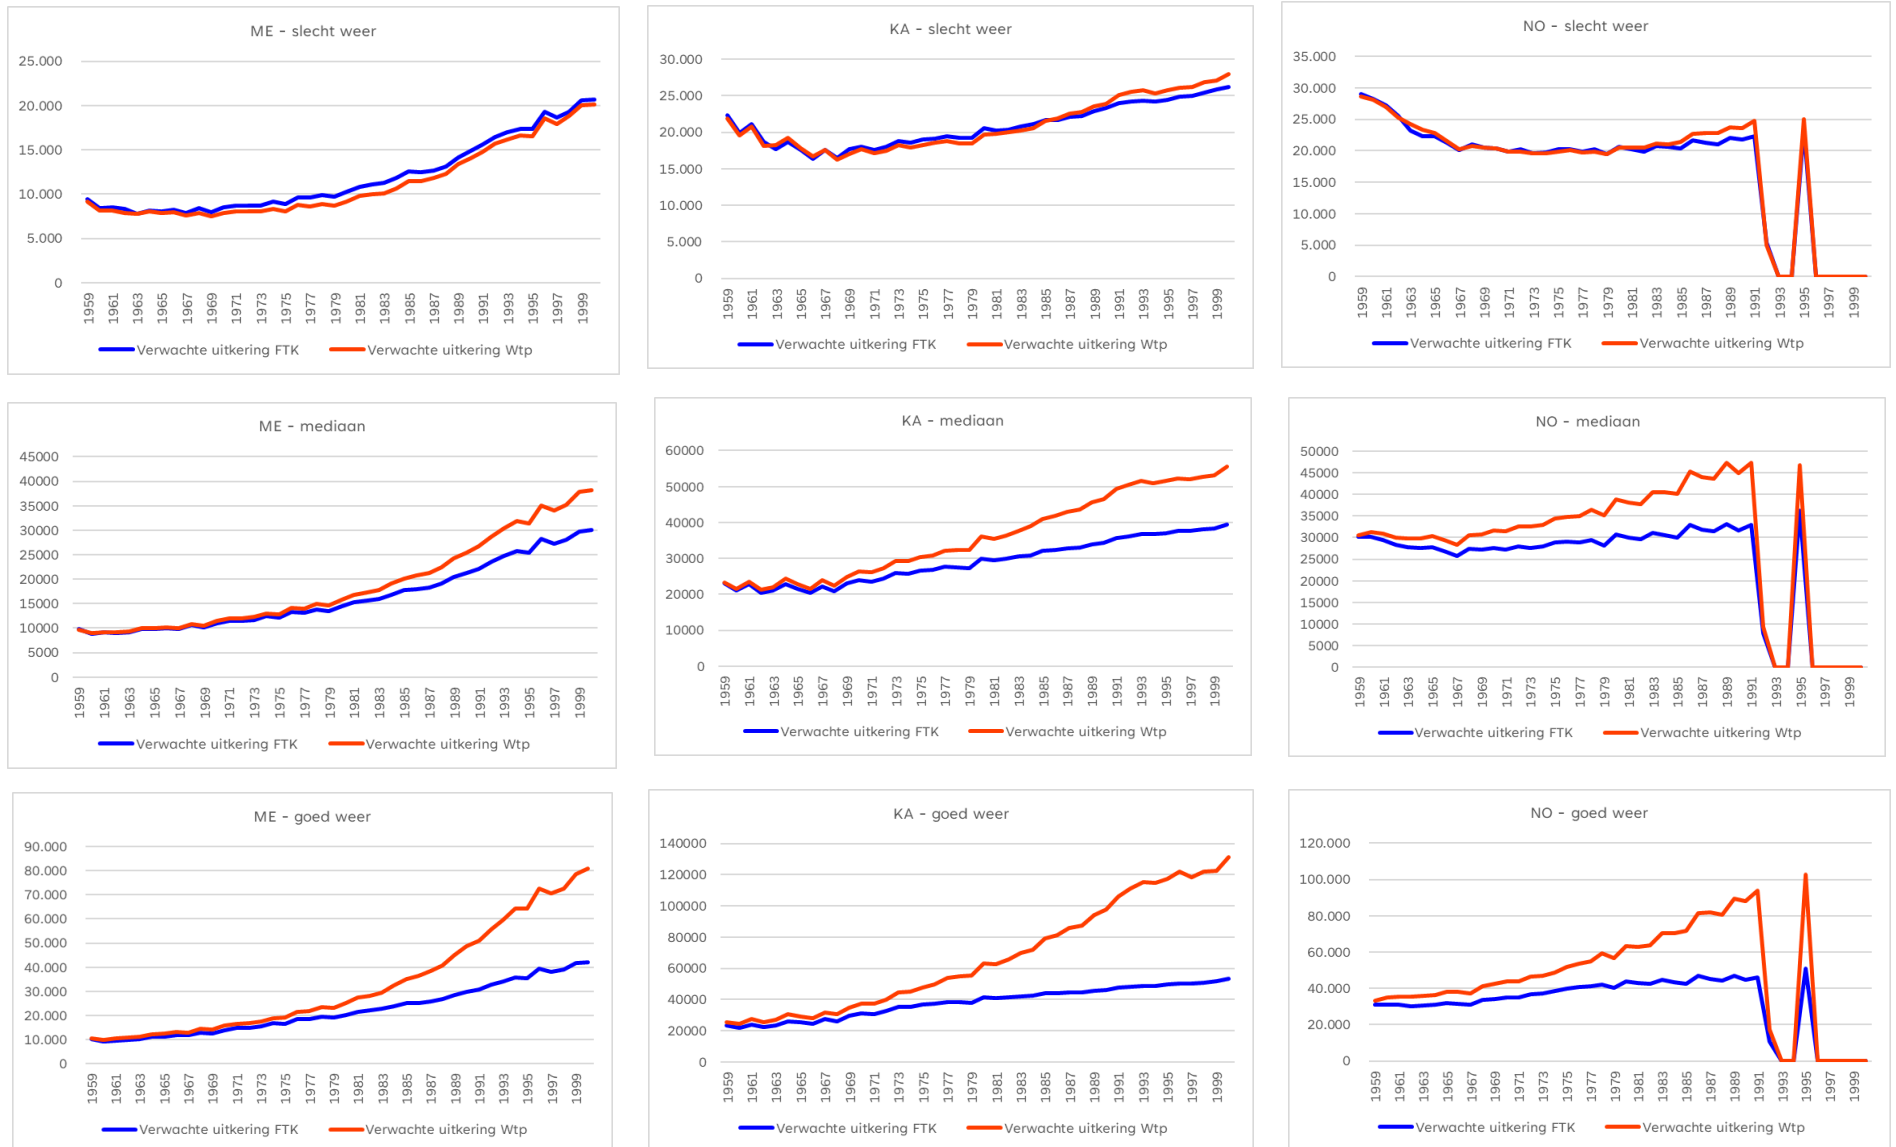 ME - slecht weer
25.000
20.000
15.000
10.000
5.000
0
1959 1961 1963 1965 1967 1969 1971 1973 1975 1977 1979 1981 1983 1985 1987 1989 1991 1993 1995 1997 1999
Verwachte uitkering FTK Verwachte uitkering Wtp
KA - slecht weer
30.000
25.000
20.000
15.000
10.000
5.000
0
1959 1961 1963 1965 1967 1969 1971 1973 1975 1977 1979 1981 1983 1985 1987 1989 1991 1993 1995 1997 1999
Verwachte uitkering FTK Verwachte uitkering Wtp
NO - slecht weer
35.000
30.000
25.000
20.000
15.000
10.000
5.000
0
1959 1961 1963 1965 1967 1969 1971 1973 1975 1977 1979 1981 1983 1985 1987 1989 1991 1993 1995 1997 1999
Verwachte uitkering FTK Verwachte uitkering Wtp
ME - mediaan
45000
40000
35000
30000
25000
20000
15000
10000
5000
0
1959 1961 1963 1965 1967 1969 1971 1973 1975 1977 1979 1981 1983 1985 1987 1989 1991 1993 1995 1997 1999
Verwachte uitkering FTK Verwachte uitkering Wtp
KA - mediaan
60000
50000
40000
30000
20000
10000
0
1959 1961 1963 1965 1967 1969 1971 1973 1975 1977 1979 1981 1983 1985 1987 1989 1991 1993 1995 1997 1999
Verwachte uitkering FTK Verwachte uitkering Wtp
NO - mediaan
50000
45000
40000
35000
30000
25000
20000
15000
10000
5000
0
1959 1961 1963 1965 1967 1969 1971 1973 1975 1977 1979 1981 1983 1985 1987 1989 1991 1993 1995 1997 1999
Verwachte uitkering FTK Verwachte uitkering Wtp
ME - goed weer
90.000
80.000
70.000
60.000
50.000
40.000
30.000
20.000
10.000
0
1959 1961 1963 1965 1967 1969 1971 1973 1975 1977 1979 1981 1983 1985 1987 1989 1991 1993 1995 1997 1999
Verwachte uitkering FTK Verwachte uitkering Wtp
KA - goed weer
140000
120000
100000
80000
60000
40000
20000
0
1959 1961 1963 1965 1967 1969 1971 1973 1975 1977 1979 1981 1983 1985 1987 1989 1991 1993 1995 1997 1999
Verwachte uitkering FTK Verwachte uitkering Wtp
NO - goed weer
120.000
100.000
80.000
60.000
40.000
20.000
0
1959 1961 1963 1965 1967 1969 1971 1973 1975 1977 1979 1981 1983 1985 1987 1989 1991 1993 1995 1997 1999
Verwachte uitkering FTK Verwachte uitkering Wtp